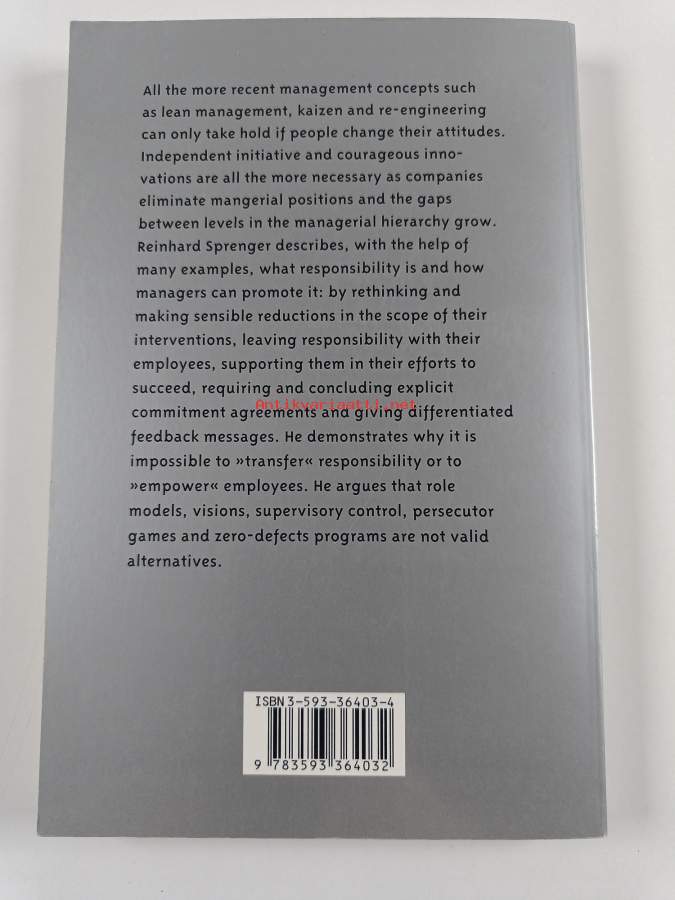 All the more recent management concepts such
as lean management, kaizen and re-engineering
can only take hold if people change their attitudes.
Independent initiative and courageous inno-
vations are all the more necessary as companies
eliminate mangerial positions and the gaps
between levels in the managerial hierarchy grow.
Reinhard Sprenger describes, with the help of
many examples, what responsibility is and how
managers can promote it: by rethinking and
making sensible reductions in the scope of their
interventions, leaving responsibility with their
employees, supporting them in their efforts to
succeed, requiring and concluding explicit
commitment agreements and giving differentiated
Antikvariaatti.net
feedback messages. He demonstrates why it is
impossible to »transfer« responsibility or to
»empower« employees. He argues that role
models, visions, supervisory control, persecutor
games and zero-defects programs are not valid
alternatives.
ISBN 3-593-36403-4
9 783593 364032